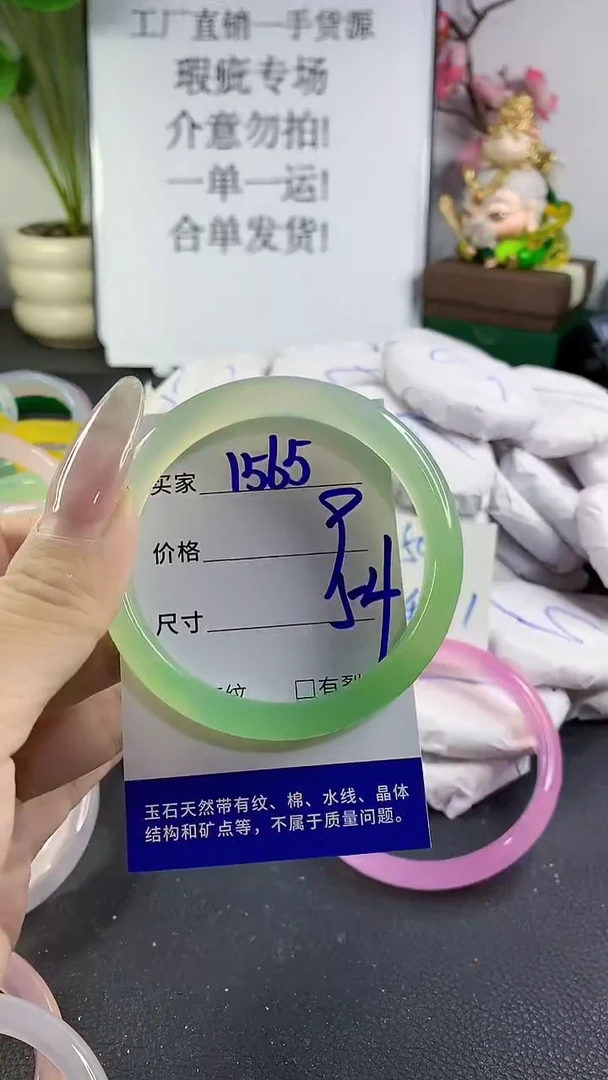 工厂直销一手货源
瑕疵专场
介意勿拍!
一单一运!
合单发货!
买家 1565
价格
尺寸 54
纹 □有裂
玉石天然带有纹、棉、水线、晶体
结构和矿点等，不属于质量问题。